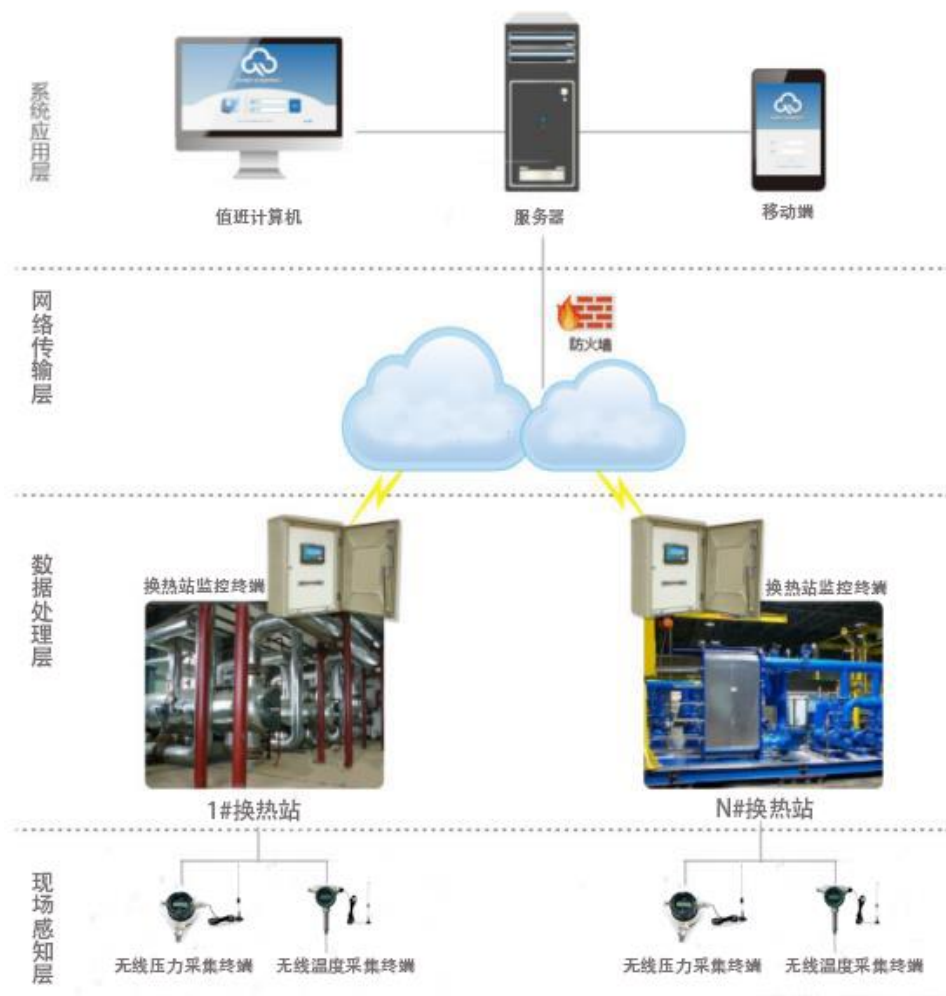 系统应用层
值班计算机
服务器
移动端
网络传输层
防火墙
数据处理层
换热站监控终端
换热站监控终端
1#换热站
N#换热站
现场感知层
无线压力采集终端
无线温度采集终端
无线压力采集终端
无线温度采集终端